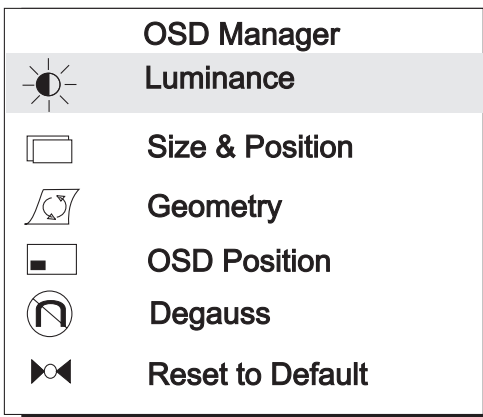 OSD Manager
Luminance
Size & Position
Geometry
OSD Position
Degauss
Reset to Default